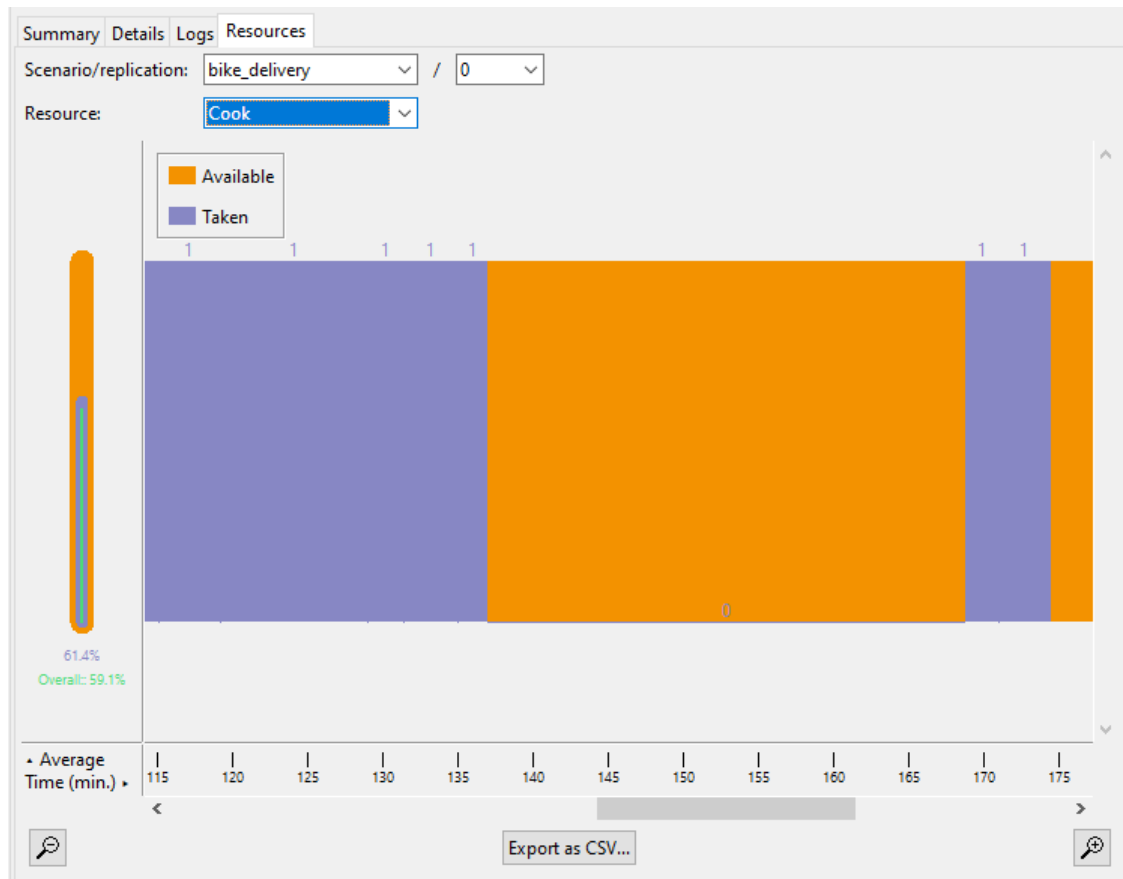 Summary Details Logs Resources
Scenario/replication: bike_delivery / 0
Resource: Cook
Available
Taken
1 1 1 1 1 1 1
0
61.4%
Overall:: 59.1%
Average
Time (min.)
115 120 125 130 135 140 145 150 155 160 165 170 175
Export as CSV...